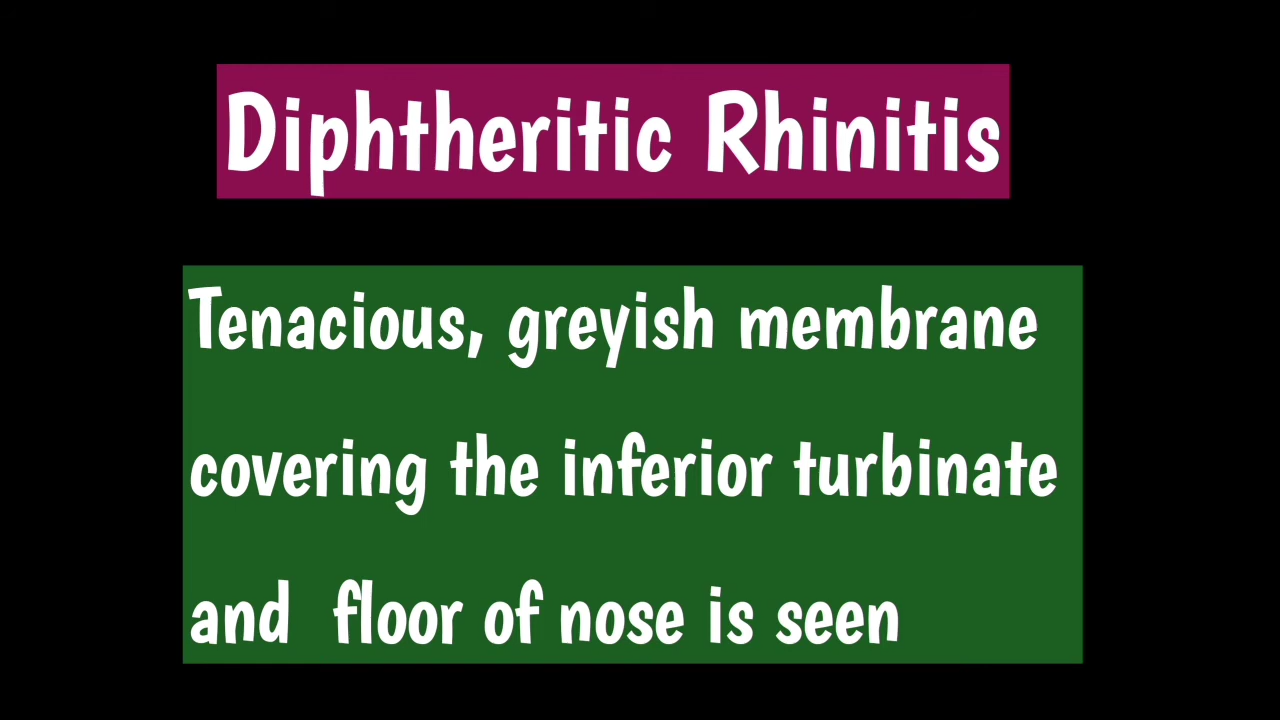 Diphtheritic Rhinitis
Tenacious, greyish membrane
covering the inferior turbinate
and floor of nose is seen